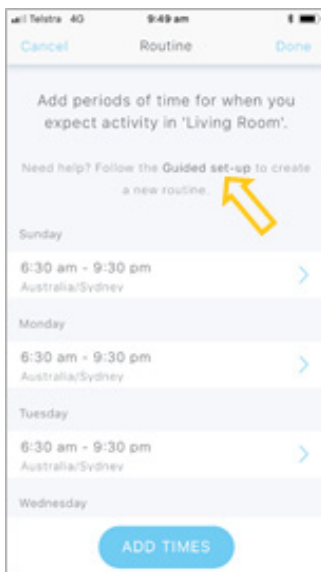 Telstra 4G 9:49 am
Cancel Routine Done
Add periods of time for when you
expect activity in 'Living Room'.
Need help? Follow the Guided set-up to create
a new routine.
Sunday
6:30 am - 9:30 pm
Australia/Sydney
Monday
6:30 am - 9:30 pm
Australia/Sydney
Tuesday
6:30 am - 9:30 pm
Australia/Sydney
Wednesday
ADD TIMES